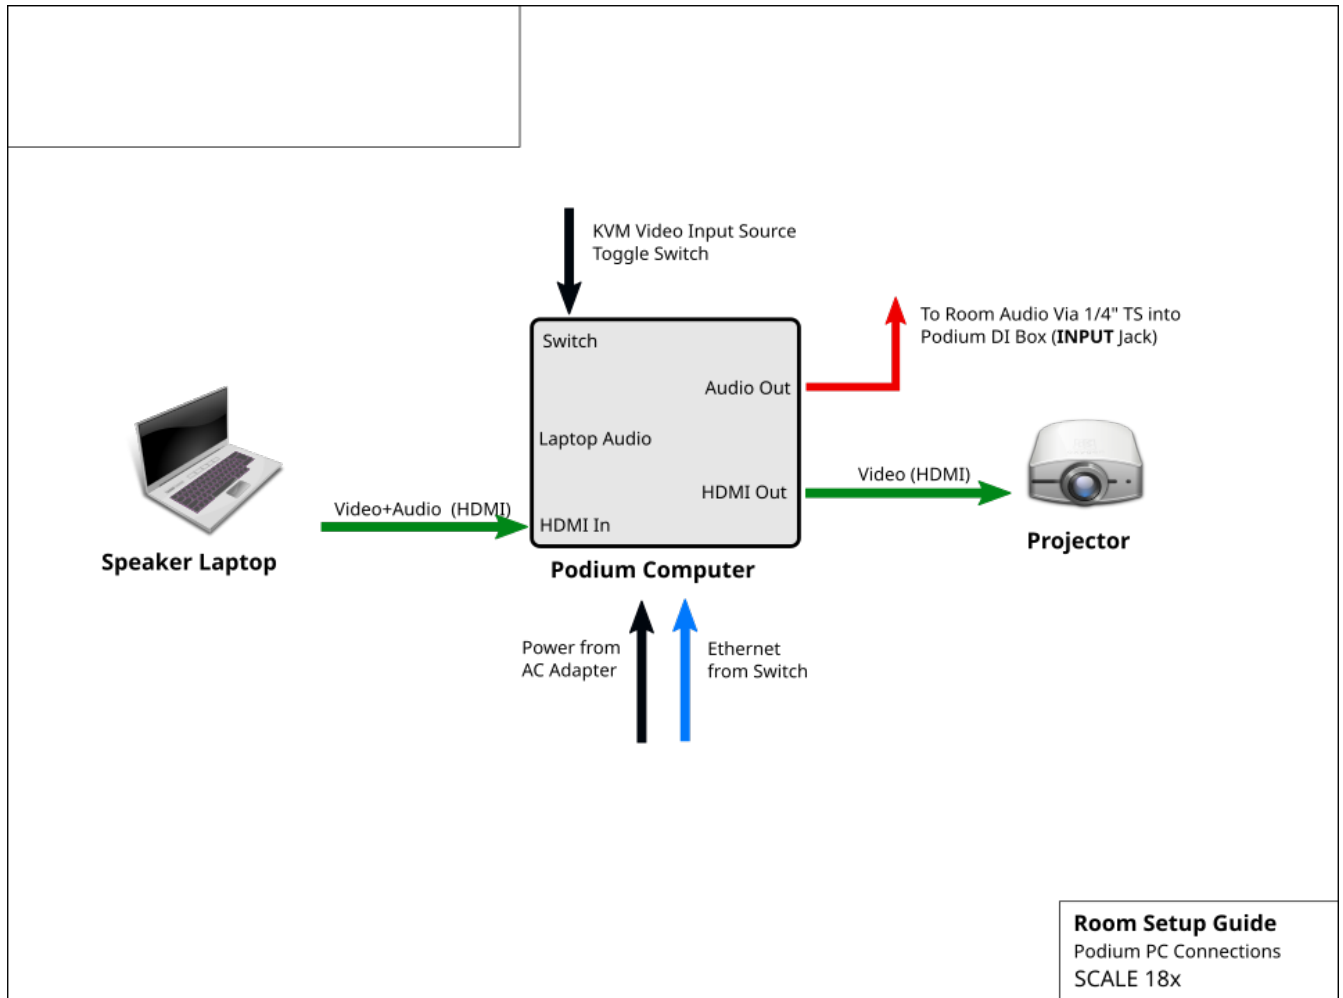 KVM Video Input Source
Toggle Switch
To Room Audio Via 1/4" TS into
Podium DI Box (INPUT Jack)
Switch
Audio Out
Laptop Audio
Video (HDMI)
HDMI Out
Video+Audio (HDMI)
HDMI In
Projector
Speaker Laptop
Podium Computer
Power from
AC Adapter
Ethernet
from Switch
Room Setup Guide
Podium PC Connections
SCALE 18x